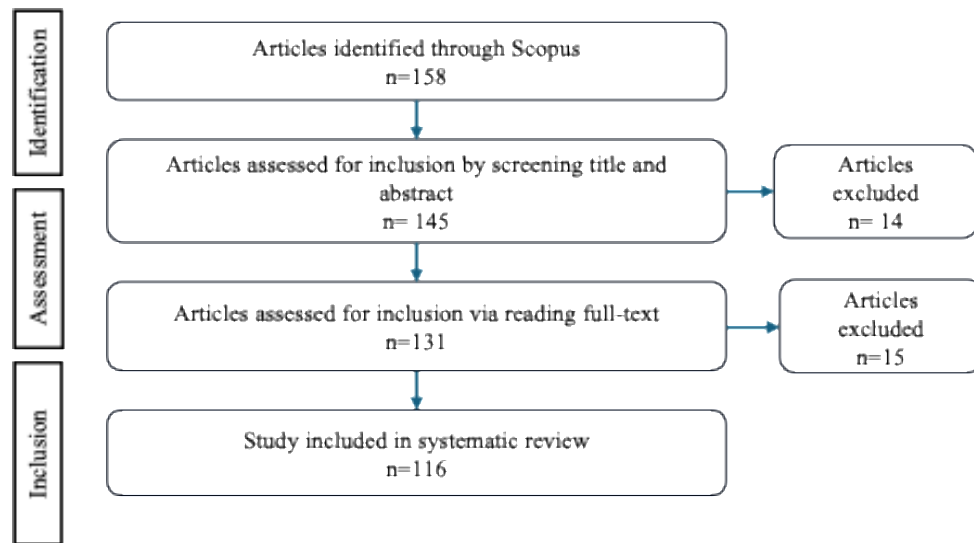 Identification
Articles identified through Scopus
n=158
Articles assessed for inclusion by screening title and
abstract
n= 145
Articles
excluded
n= 14
Assessment
Articles assessed for inclusion via reading full-text
n=131
Articles
excluded
n=15
Inclusion
Study included in systematic review
n=116